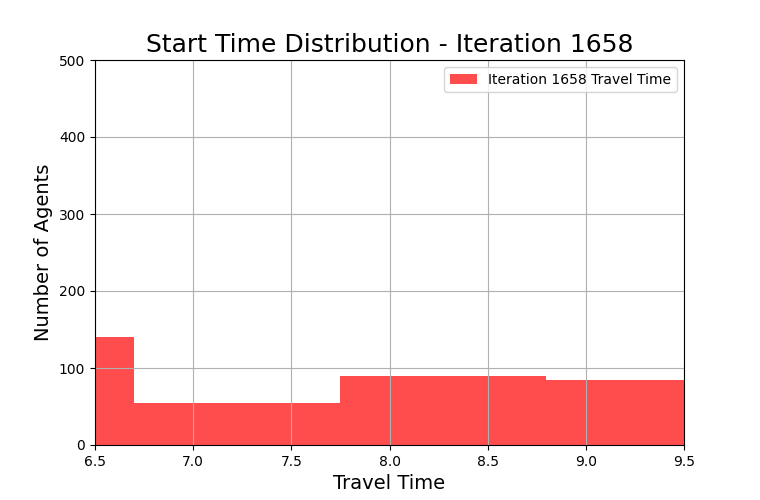 Start Time Distribution - Iteration 1658
Iteration 1658 Travel Time
Number of Agents
500
400
300
200
100
0
6.5 7.0 7.5 8.0 8.5 9.0 9.5
Travel Time